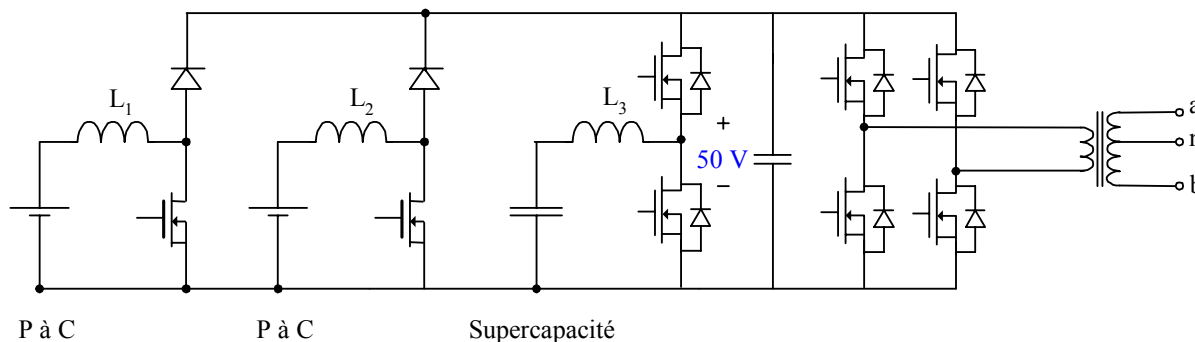 L1
L2
L3
+
50 V
−
a
n
b
P à C
P à C
Supercapacité